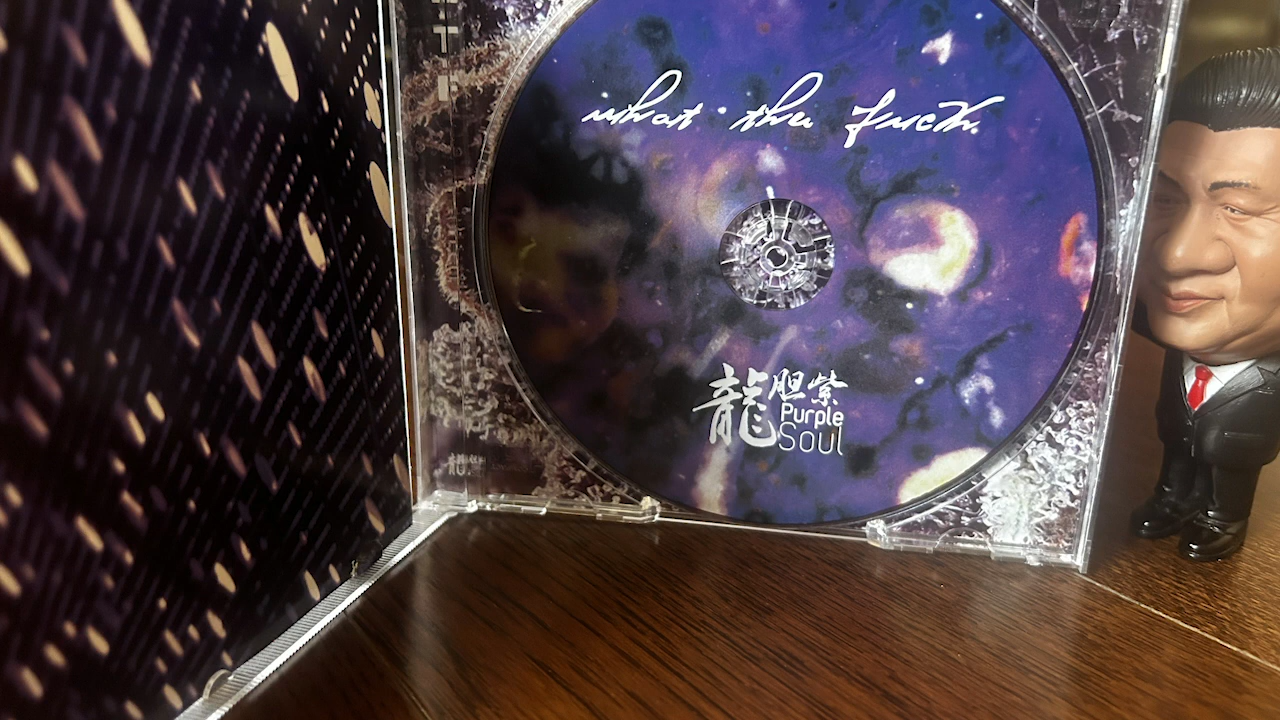 what the fuck.
龍胆紫
Purple
Soul